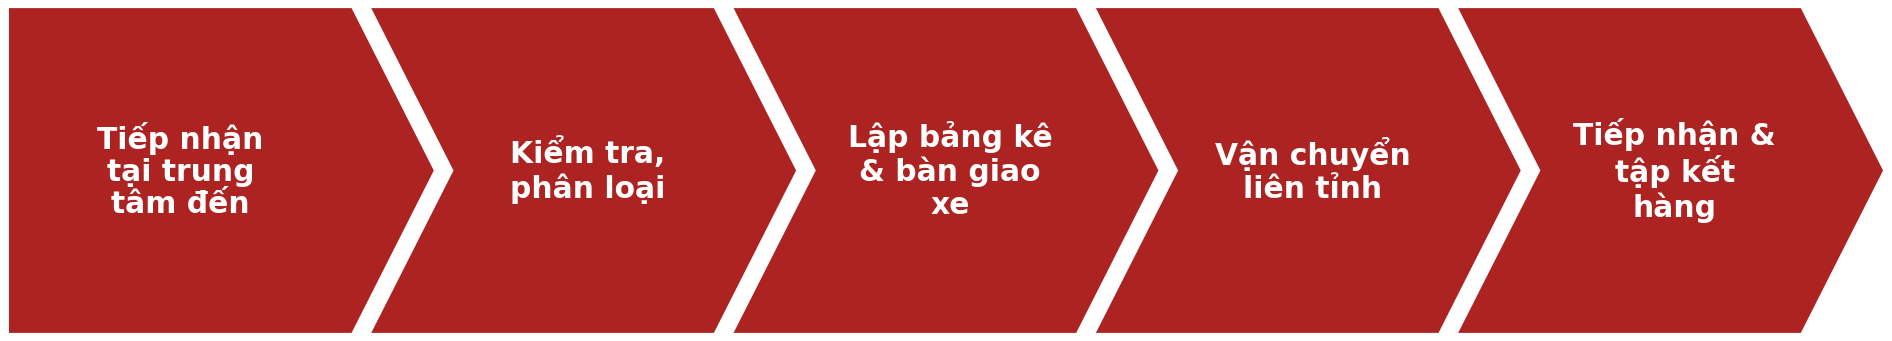 Tiếp nhận
tại trung
tâm đến
Kiểm tra,
phân loại
Lập bảng kê
& bàn giao
xe
Vận chuyển
liên tỉnh
Tiếp nhận &
tập kết
hàng